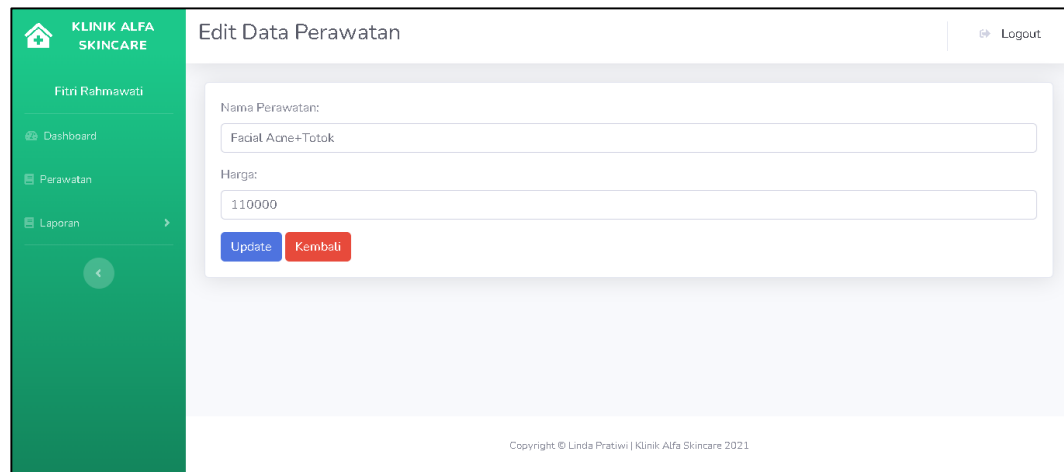 KLINIK ALFA
SKINCARE
Fitri Rahmawati
Dashboard
Perawatan
Laporan
Edit Data Perawatan
Logout
Nama Perawatan:
Facial Acne+Totok
Harga:
110000
Update Kembali
Copyright © Linda Pratiwi | Klinik Alfa Skincare 2021